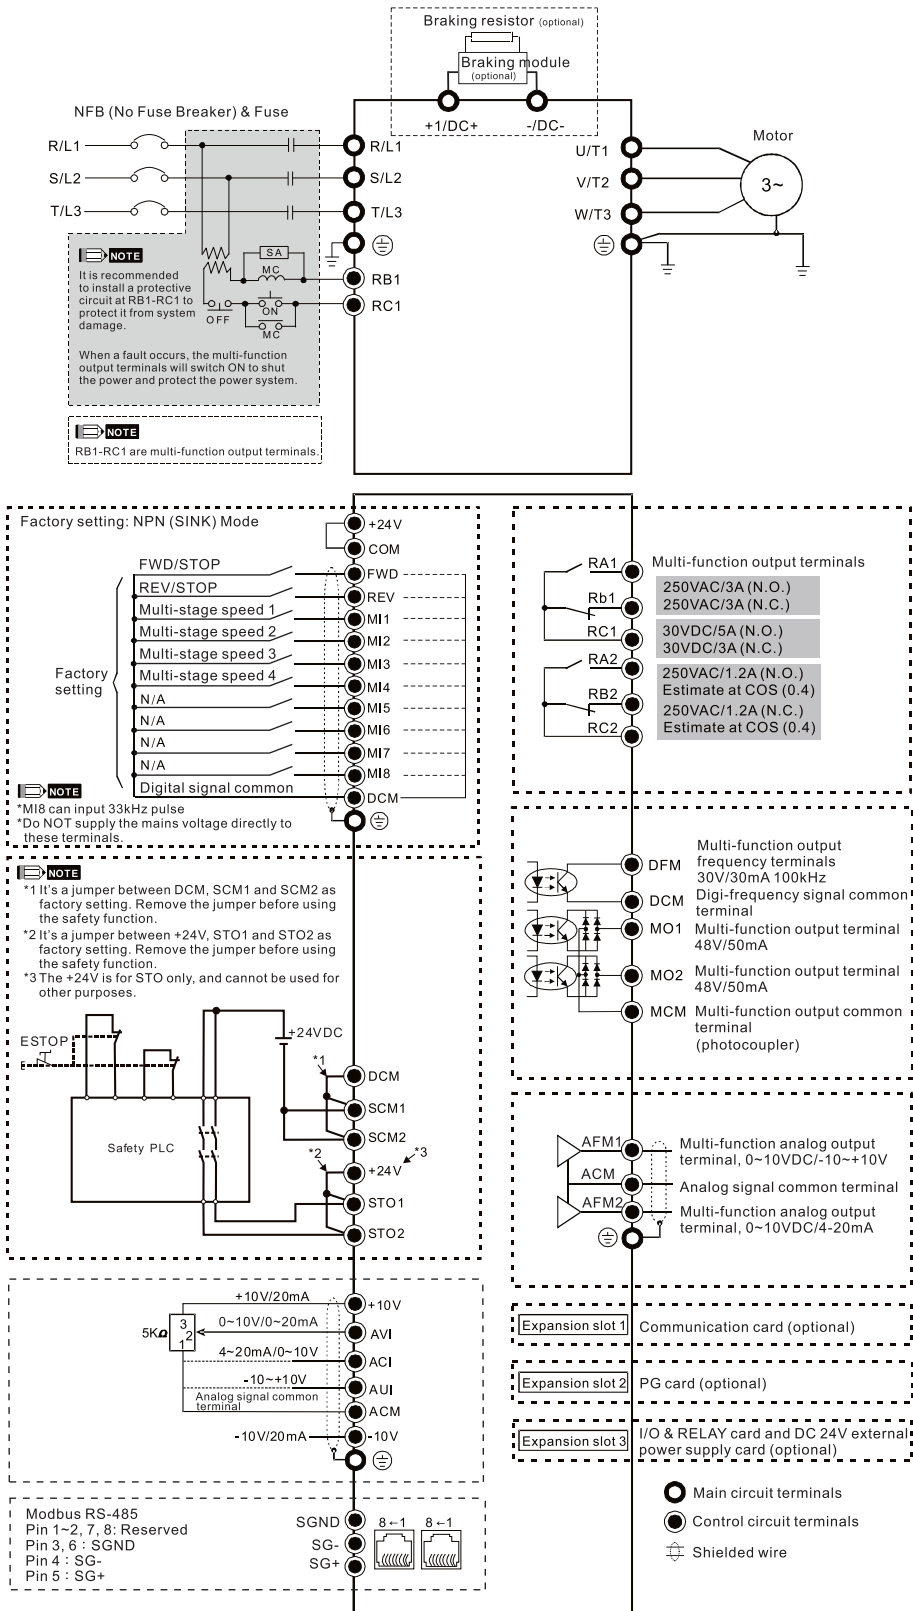 Braking resistor (optional)
Braking module
(optional)
+1/DC+
-/DC-
NFB (No Fuse Breaker) & Fuse
R/L1
S/L2
T/L3
R/L1
S/L2
T/L3
RB1
RC1
U/T1
V/T2
W/T3
Motor
3~
NOTE
It is recommended
to install a protective
circuit at RB1-RC1 to
protect it from system
damage.
SA
MC
OFF
ON
MC
When a fault occurs, the multi-function
output terminals will switch ON to shut
the power and protect the power system.
NOTE
RB1-RC1 are multi-function output terminals.
Factory setting: NPN (SINK) Mode
+24V
COM
FWD/STOP
FWD
REV/STOP
REV
Multi-stage speed 1
MI1
Multi-stage speed 2
MI2
Multi-stage speed 3
MI3
Multi-stage speed 4
MI4
N/A
MI5
N/A
MI6
N/A
MI7
N/A
MI8
Digital signal common
DCM
Factory
setting
NOTE
*MI8 can input 33kHz pulse
*Do NOT supply the mains voltage directly to
these terminals.
NOTE
*1 It's a jumper between DCM, SCM1 and SCM2 as
factory setting. Remove the jumper before using
the safety function.
*2 It's a jumper between +24V, STO1 and STO2 as
factory setting. Remove the jumper before using
the safety function.
*3 The +24V is for STO only, and cannot be used for
other purposes.
ESTOP
+24VDC
Safety PLC
*1
DCM
SCM1
SCM2
*2
+24V
*3
STO1
STO2
+10V/20mA
+10V
5KΩ
3
2
1
0~10V/0~20mA
AVI
4~20mA/0~10V
ACI
-10~+10V
AUI
Analog signal common
terminal
ACM
-10V/20mA
-10V
Modbus RS-485
Pin 1~2, 7, 8: Reserved
Pin 3, 6 : SGND
Pin 4 : SG-
Pin 5 : SG+
SGND
SG-
SG+
8←1
8←1
RA1
Rb1
RC1
RA2
RB2
RC2
Multi-function output terminals
250VAC/3A (N.O.)
250VAC/3A (N.C.)
30VDC/5A (N.O.)
30VDC/3A (N.C.)
250VAC/1.2A (N.O.)
Estimate at COS (0.4)
250VAC/1.2A (N.C.)
Estimate at COS (0.4)
DFM
Multi-function output
frequency terminals
30V/30mA 100kHz
DCM
Digi-frequency signal common
terminal
MO1
Multi-function output terminal
48V/50mA
MO2
Multi-function output terminal
48V/50mA
MCM
Multi-function output common
terminal
(photocoupler)
AFM1
Multi-function analog output
terminal, 0~10VDC/-10~+10V
ACM
Analog signal common terminal
AFM2
Multi-function analog output
terminal, 0~10VDC/4-20mA
Expansion slot 1
Communication card (optional)
Expansion slot 2
PG card (optional)
Expansion slot 3
I/O & RELAY card and DC 24V external
power supply card (optional)
Main circuit terminals
Control circuit terminals
Shielded wire